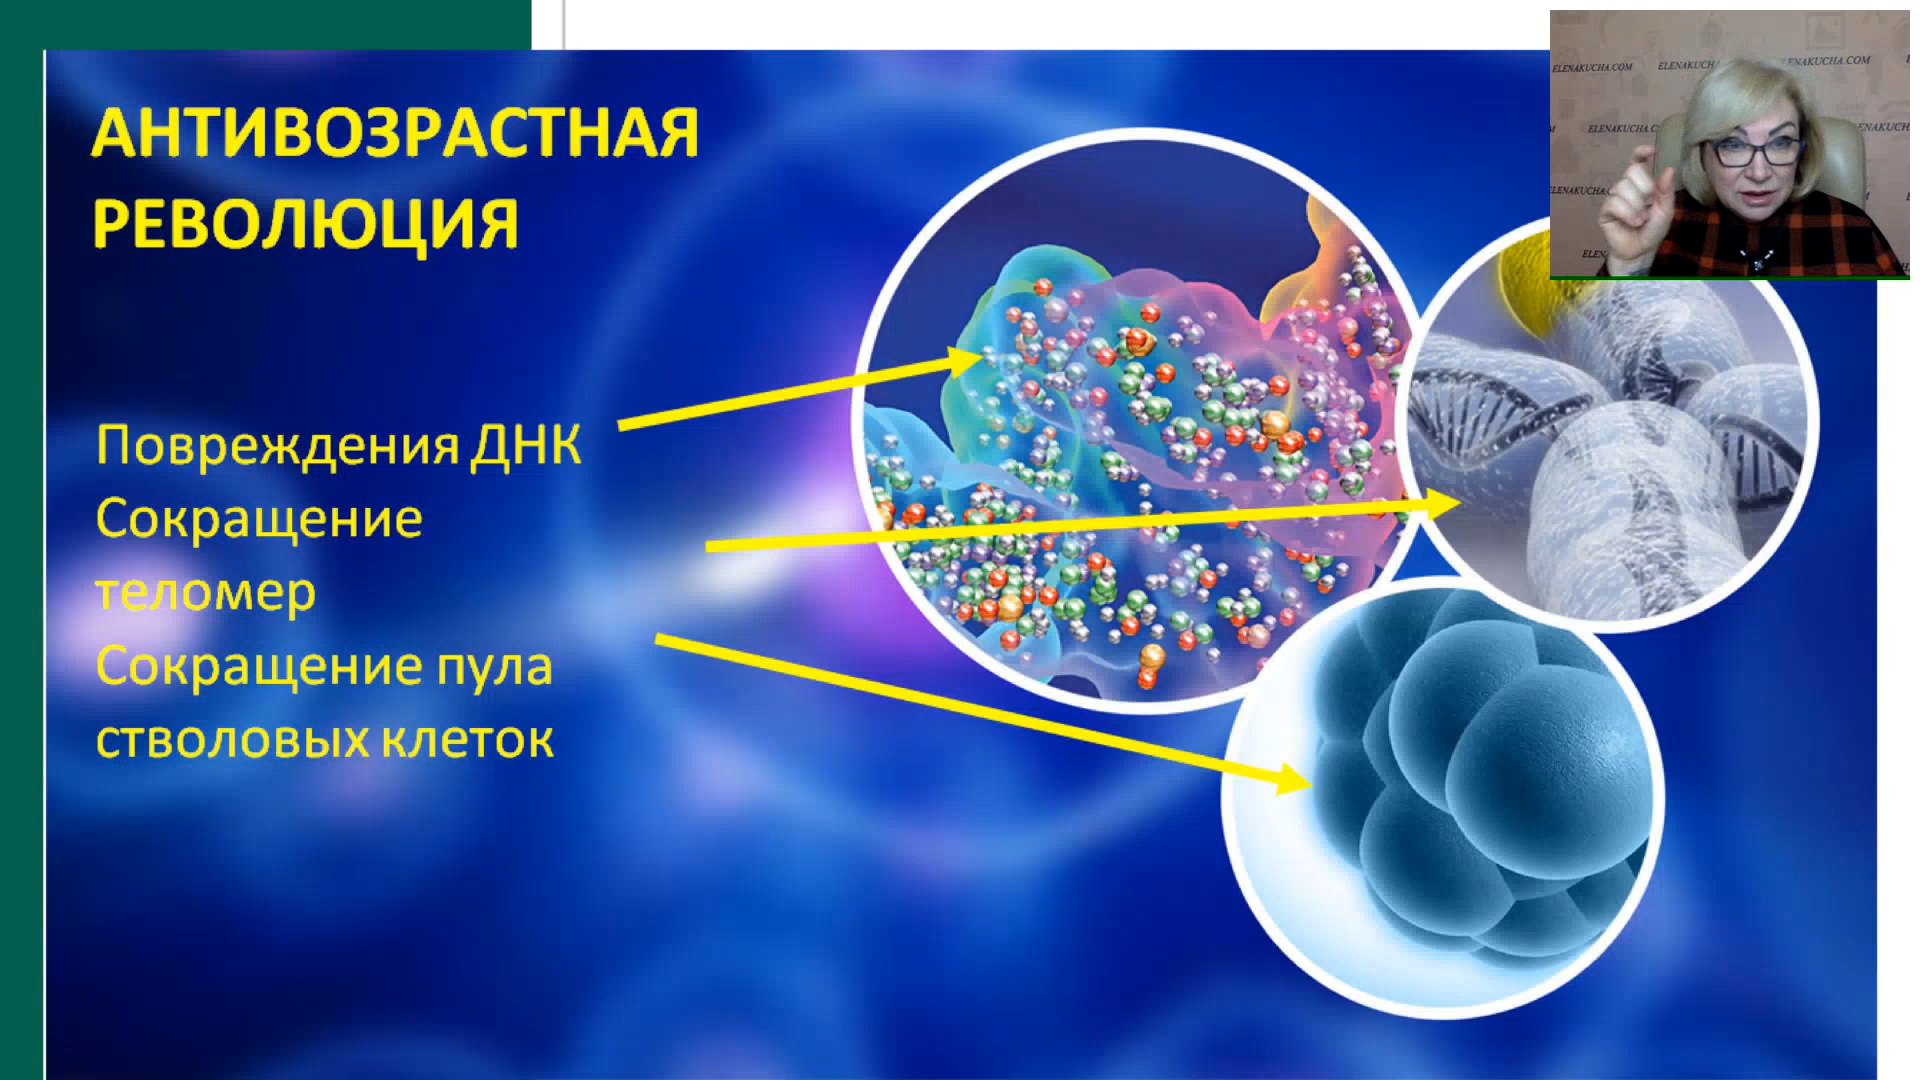 АНТИВОЗРАСТНАЯ
РЕВОЛЮЦИЯ
Повреждения ДНК
Сокращение
теломер
Сокращение пула
стволовых клеток
ELENAKUCHA.COM